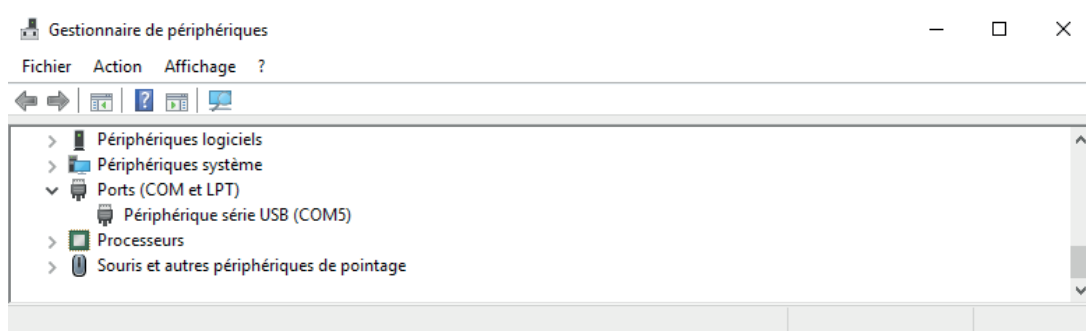 Gestionnaire de périphériques
Fichier Action Affichage ?
Périphériques logiciels
Périphériques système
Ports (COM et LPT)
Périphérique série USB (COM5)
Processeurs
Souris et autres périphériques de pointage